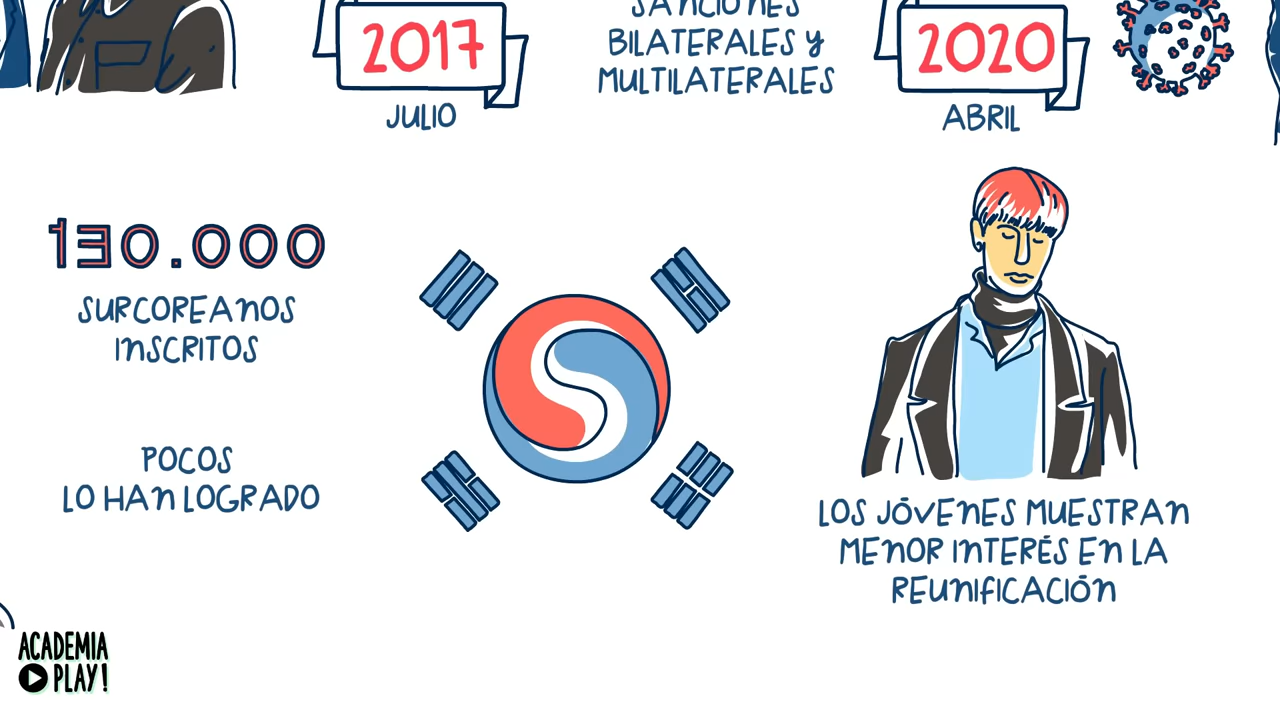 SANCIONES
BILATERALES y
MULTILATERALES
2017
JULIO
2020
ABRIL
130.000
SURCOREANOS
INSCRITOS
POCOS
LO HAN LOGRADO
LOS JÓVENES MUESTRAN
MENOR INTERÉS EN LA
REUNIFICACIÓN
ACADEMIA
PLAY!